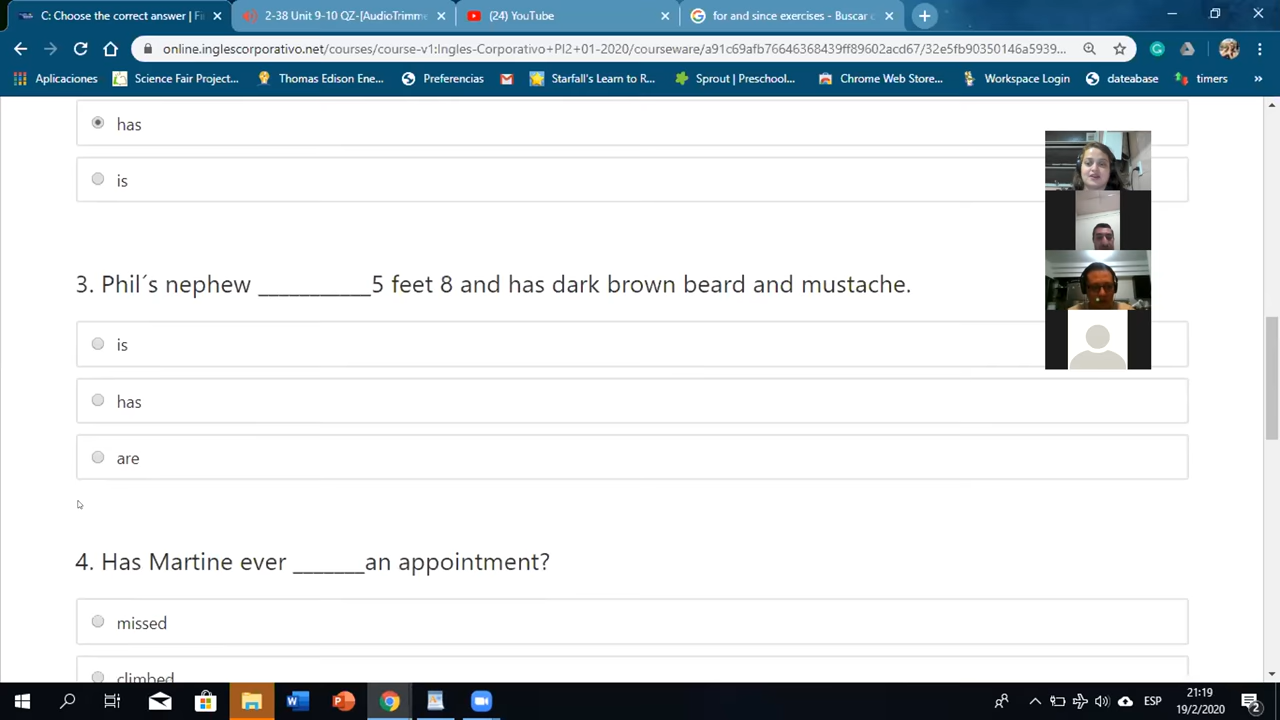 C: Choose the correct answer | Fi
2-38 Unit 9-10 QZ-[AudioTrimme
(24) YouTube
for and since exercises - Buscar c
online.inglescorporativo.net/courses/course-v1:Ingles-Corporativo+PI2+01-2020/courseware/a91c69afb76646368439ff89602acd67/32e5fb90350146a5939...
Aplicaciones
Science Fair Project...
Thomas Edison Ene...
Preferencias
Starfall's Learn to R...
Sprout | Preschool...
Chrome Web Store...
Workspace Login
dateabase
timers
»
has
is
3. Phil´s nephew ___________5 feet 8 and has dark brown beard and mustache.
is
has
are
4. Has Martine ever _______an appointment?
missed
climbed
ESP
21:19
19/2/2020
2